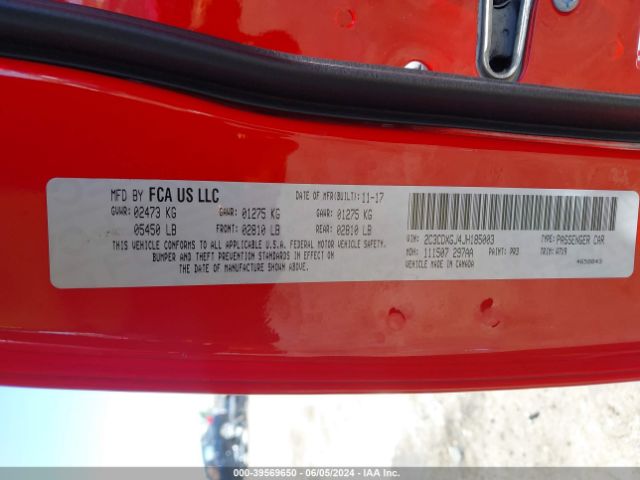 MFD BY FCA US LLC DATE OF MFR(BUILT): 11-17
GVWR: 02473 KG GAWR: 01275 KG GAWR: 01275 KG
05450 LB FRONT: 02810 LB REAR: 02810 LB
THIS VEHICLE CONFORMS TO ALL APPLICABLE U.S.A. FEDERAL MOTOR VEHICLE SAFETY,
BUMPER AND THEFT PREVENTION STANDARDS IN EFFECT ON
THE DATE OF MANUFACTURE SHOWN ABOVE.
VIN: 2C3CDXGJ4JH185003 TYPE: PASSENGER CAR
MDH: 111507 297AA PAINT: PR3 TRIM: A7X9
VEHICLE MADE IN CANADA
000-39569650 - 06/05/2024 - IAA Inc.